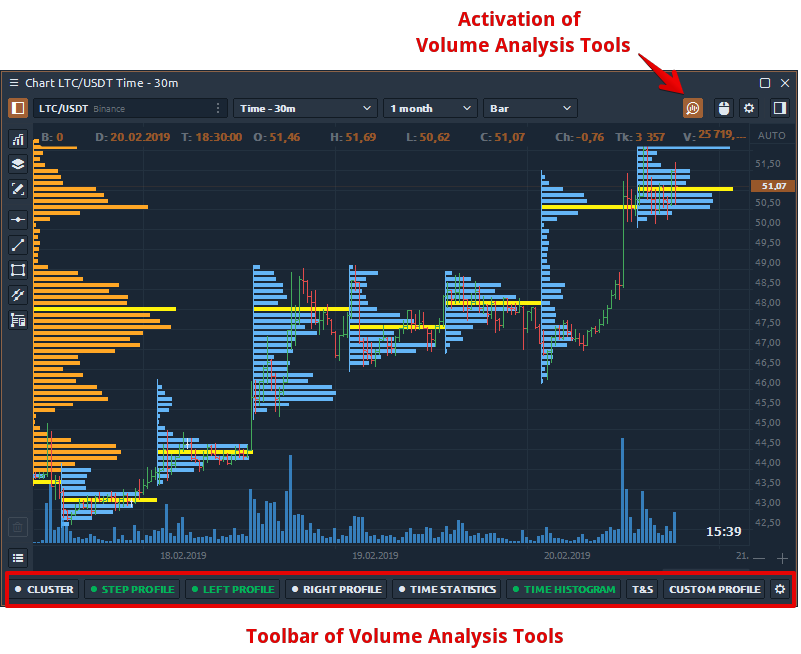 Activation of
Volume Analysis Tools
Chart LTC/USDT Time - 30m
LTC/USDT Binance
Time - 30m
1 month
Bar
B: 0 D: 20.02.2019 T: 18:30:00 O: 51,46 H: 51,69 L: 50,62 C: 51,07 Ch: -0,76 Tk: 3 357 V: 25 719,...
AUTO
51,50
51,07
50,50
50,00
49,50
49,00
48,50
48,00
47,50
47,00
46,50
46,00
45,50
45,00
44,50
44,00
43,50
43,00
42,50
15:39
18.02.2019 19.02.2019 20.02.2019 21.
CLUSTER STEP PROFILE LEFT PROFILE RIGHT PROFILE TIME STATISTICS TIME HISTOGRAM T&S CUSTOM PROFILE
Toolbar of Volume Analysis Tools